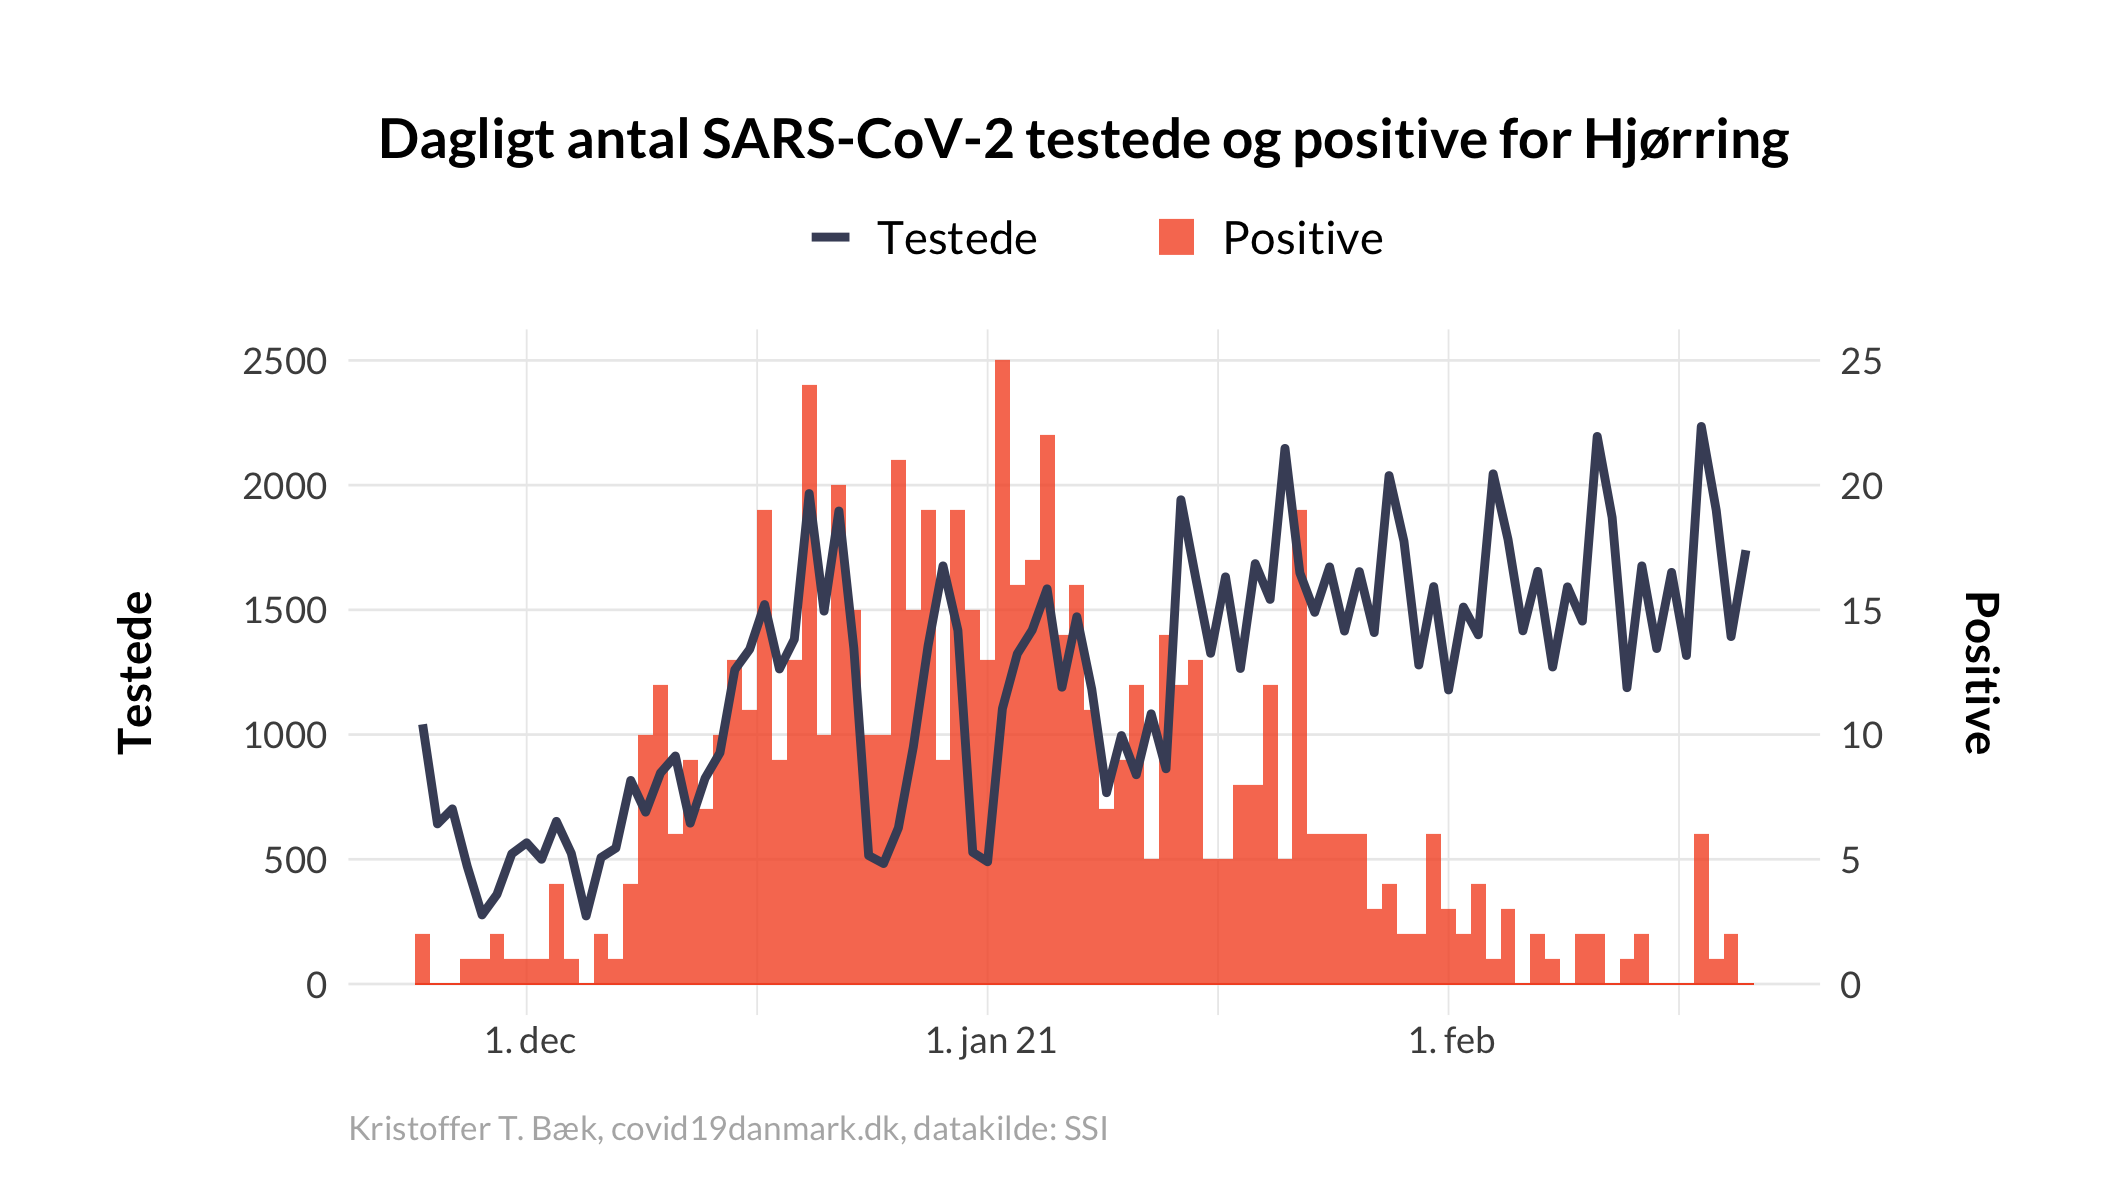 Dagligt antal SARS-CoV-2 testede og positive for Hjørring
Testede
Positive
2500
2000
1500
1000
500
0
Testede
25
20
15
10
5
0
Positive
1. dec
1. jan 21
1. feb
Kristoffer T. Bæk, covid19danmark.dk, datakilde: SSI